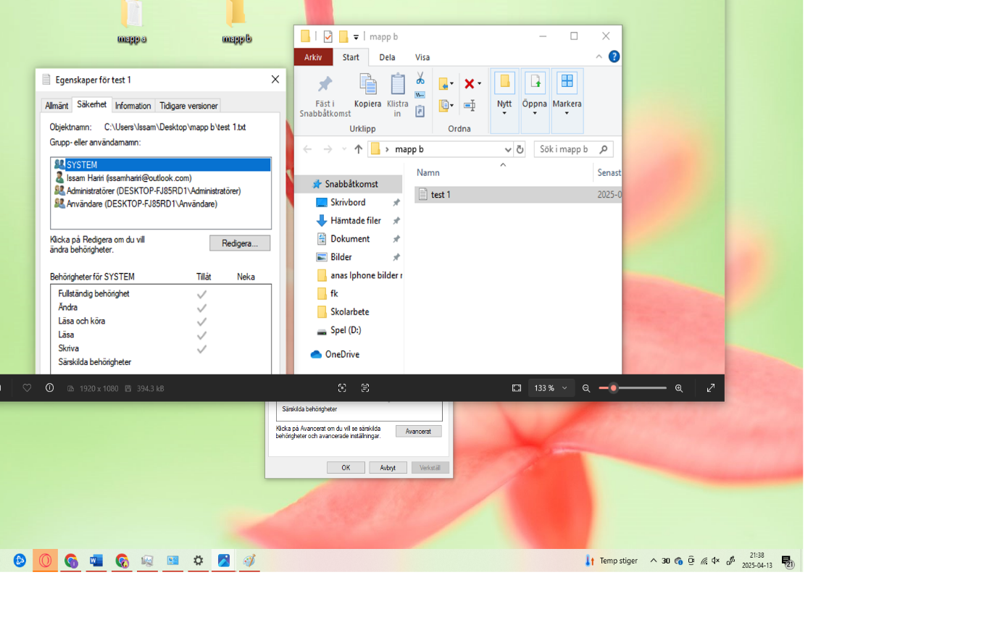 mapp a
mapp b
mapp b
Arkiv
Start
Dela
Visa
Fäst i
Snabbåtkomst
Kopiera
Klistra
in
Urklipp
Ordna
Nytt
Öppna
Markera
mapp b
Sök i mapp b
Snabbåtkomst
Skrivbord
Hämtade filer
Dokument
Bilder
anas Iphone bilder r
fk
Skolarbete
Spel (D:)
OneDrive
Namn
Senast
test 1
2025-0
Egenskaper för test 1
Allmänt
Säkerhet
Information
Tidigare versioner
Objektnamn: C:\Users\Issam\Desktop\mapp b\test 1.txt
Grupp- eller användarnamn:
SYSTEM
Issam Hariri (issamhariri@outlook.com)
Administratörer (DESKTOP-FJ85RD1\Administratörer)
Användare (DESKTOP-FJ85RD1\Användare)
Klicka på Redigera om du vill
ändra behörigheter.
Redigera...
Behörigheter för SYSTEM
Tillåt
Neka
Fullständig behörighet
Ändra
Läsa och köra
Läsa
Skriva
Särskilda behörigheter
1920 x 1080
394.3 kB
133 %
Särskilda behörigheter
Klicka på Avancerat om du vill se särskilda
behörigheter och avancerade inställningar.
Avancerat
OK
Avbryt
Verkställ
Temp stiger
30
21:38
2025-04-13
21